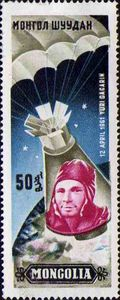 МОНГОЛ ШУУДАН
12 APRIL 1961 YURI GAGARIN
50
MONGOLIA